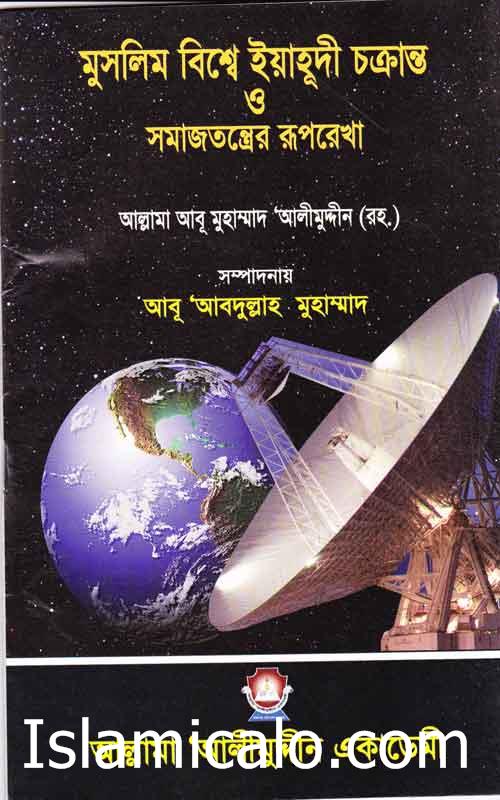 মুসলিম বিশ্বে ইয়াহূদী চক্রান্ত
ও
সমাজতন্ত্রের রূপরেখা
আল্লামা আবূ মুহাম্মাদ ‘আলীমুদ্দীন (রহ.)
সম্পাদনায়
আবূ ‘আবদুল্লাহ মুহাম্মাদ
আল্লামা ‘আলীমুদ্দীন একাডেমী
Islamicalo.com